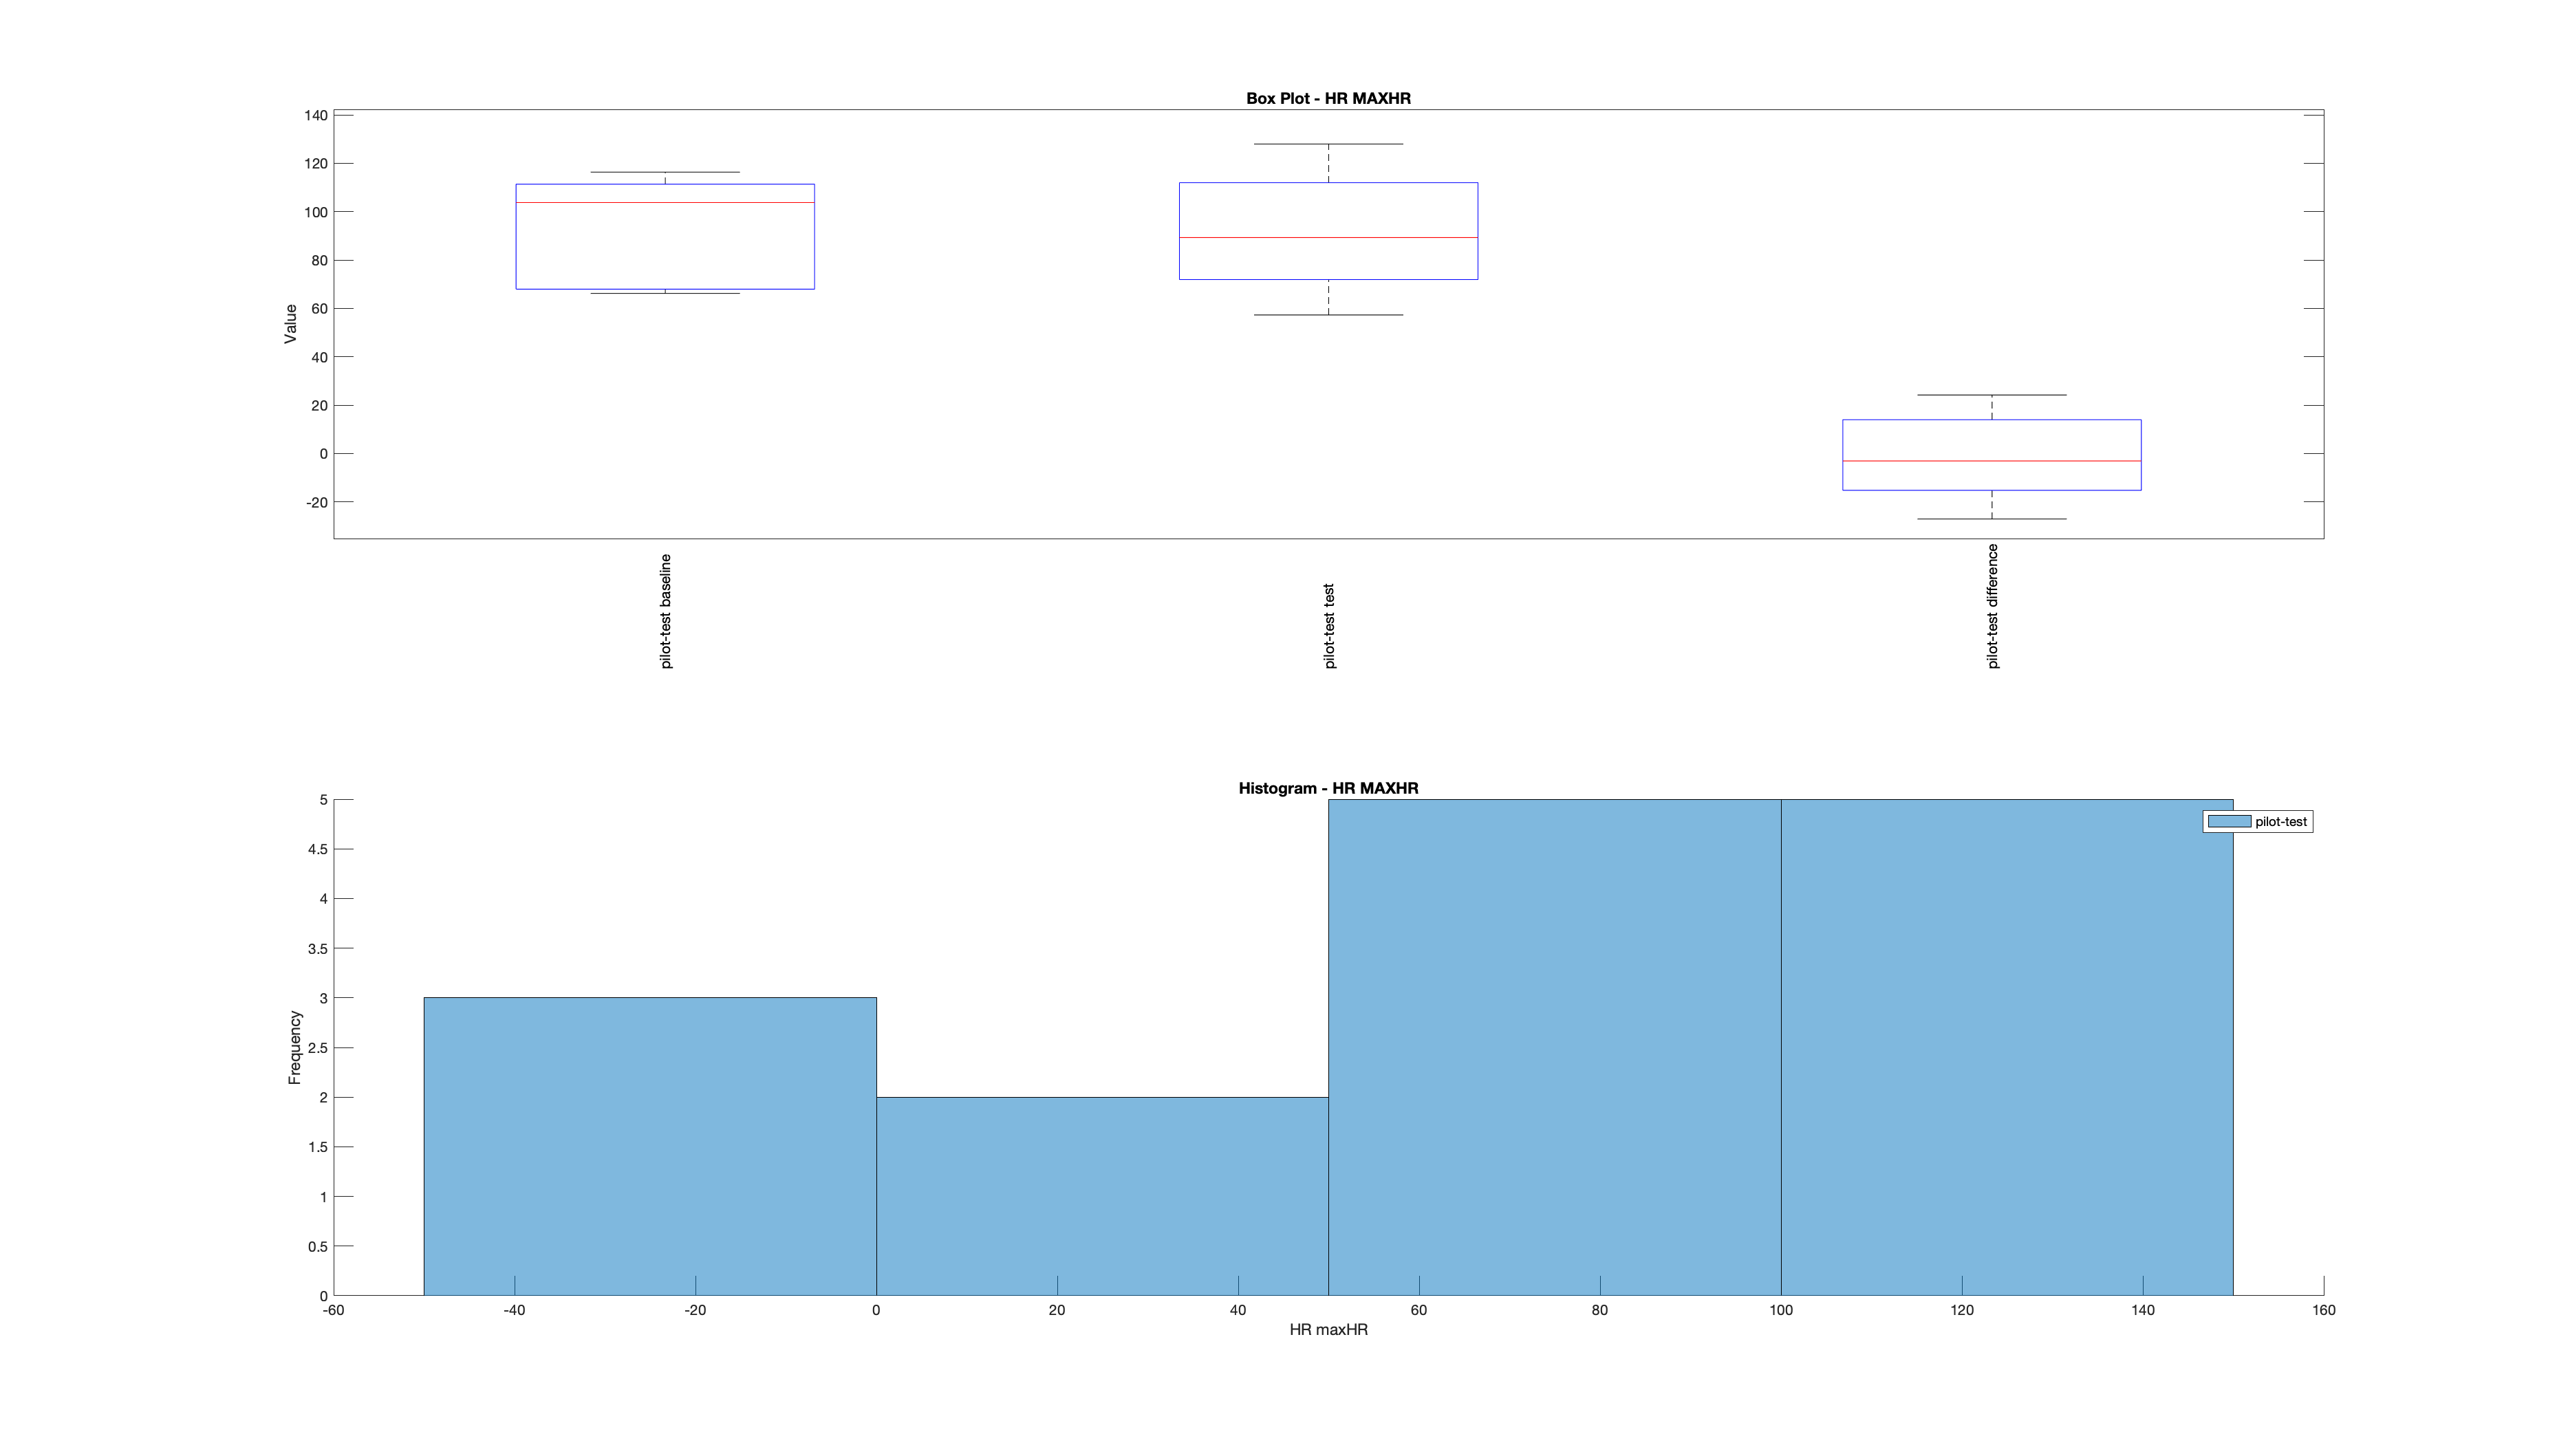 Box Plot - HR MAXHR
140
120
100
80
60
40
20
0
-20
Value
pilot-test baseline
pilot-test test
pilot-test difference
Histogram - HR MAXHR
5
4.5
4
3.5
3
2.5
2
1.5
1
0.5
0
Frequency
pilot-test
-60 -40 -20 0 20 40 60 80 100 120 140 160
HR maxHR